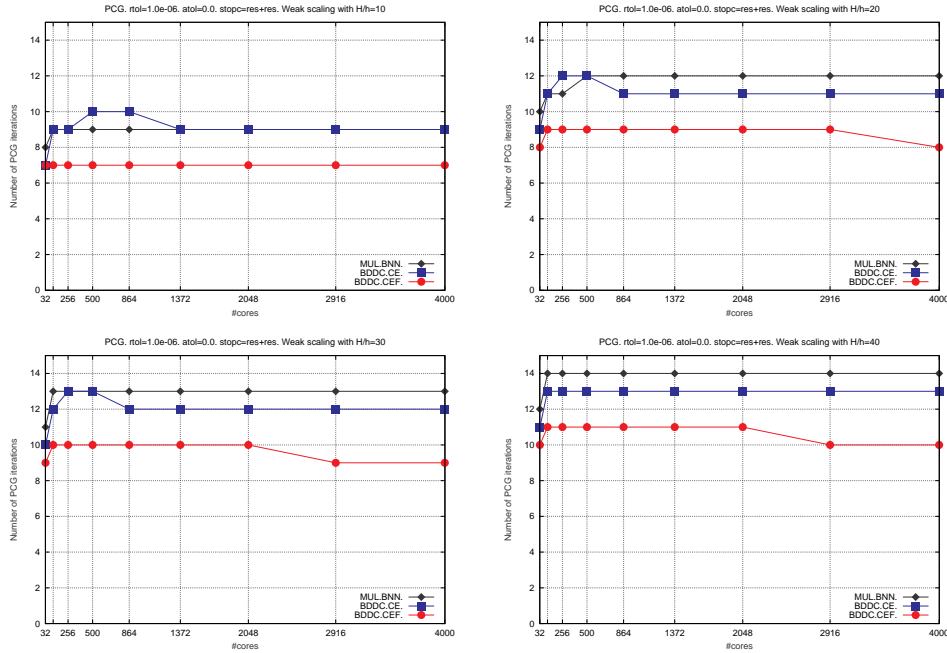 PCG. rtol=1.0e-06. atol=0.0. stopc=res+res. Weak scaling with H/h=10
14
12
10
8
6
4
2
0
Number of PCG iterations
MUL.BNN.
BDDC.CE.
BDDC.CEF.
32 256 500 864 1372 2048 2916 4000
#cores
PCG. rtol=1.0e-06. atol=0.0. stopc=res+res. Weak scaling with H/h=20
14
12
10
8
6
4
2
0
Number of PCG iterations
MUL.BNN.
BDDC.CE.
BDDC.CEF.
32 256 500 864 1372 2048 2916 4000
#cores
PCG. rtol=1.0e-06. atol=0.0. stopc=res+res. Weak scaling with H/h=30
14
12
10
8
6
4
2
0
Number of PCG iterations
MUL.BNN.
BDDC.CE.
BDDC.CEF.
32 256 500 864 1372 2048 2916 4000
#cores
PCG. rtol=1.0e-06. atol=0.0. stopc=res+res. Weak scaling with H/h=40
14
12
10
8
6
4
2
0
Number of PCG iterations
MUL.BNN.
BDDC.CE.
BDDC.CEF.
32 256 500 864 1372 2048 2916 4000
#cores